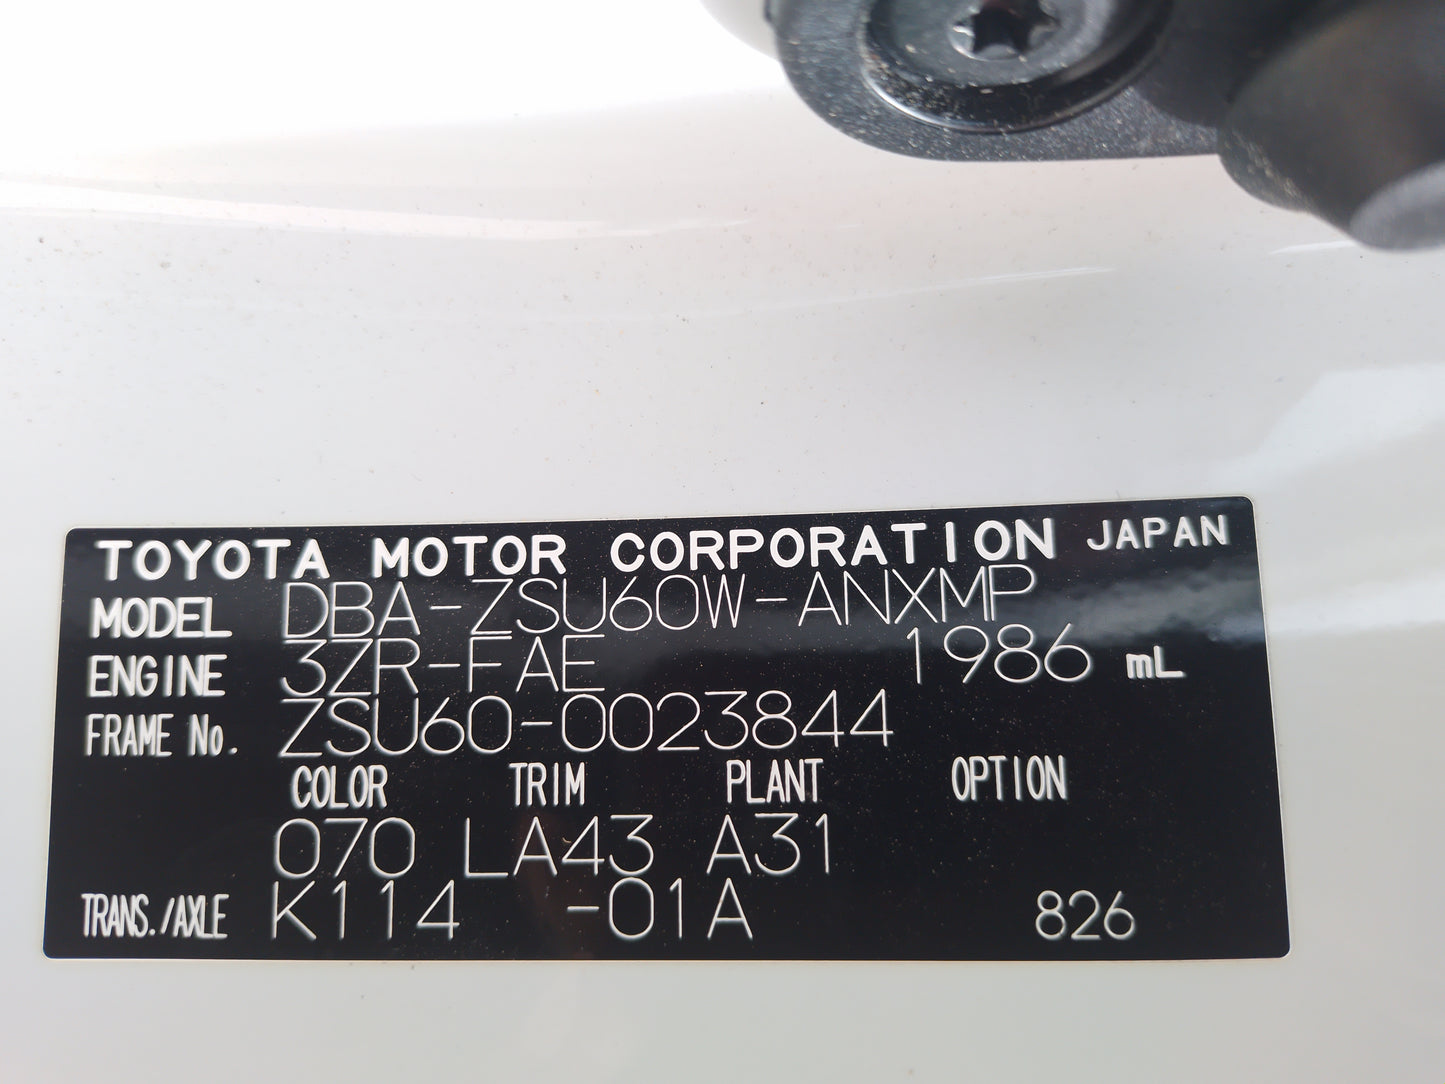 TOYOTA MOTOR CORPORATION JAPAN
MODEL DBA-ZSU60W-ANXMP
ENGINE 3ZR-FAE 1986 mL
FRAME No. ZSU60-0023844
COLOR TRIM PLANT OPTION
070 LA43 A31
TRANS./AXLE K114 -01A 826